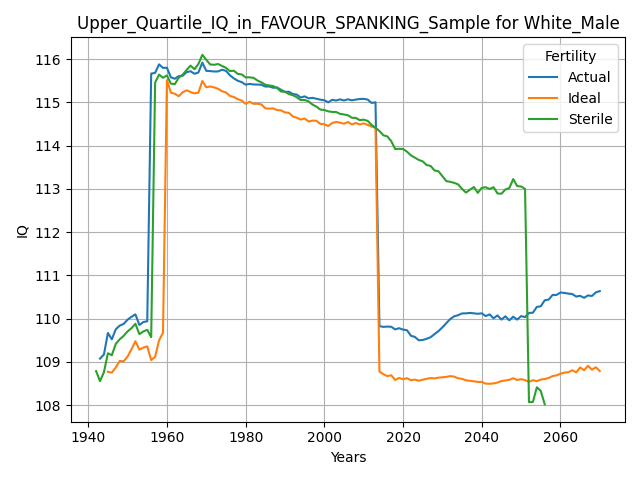 Upper_Quartile_IQ_in_FAVOUR_SPANKING_Sample for White_Male
116
115
114
113
112
111
110
109
108
IQ
Fertility
Actual
Ideal
Sterile
1940 1960 1980 2000 2020 2040 2060
Years